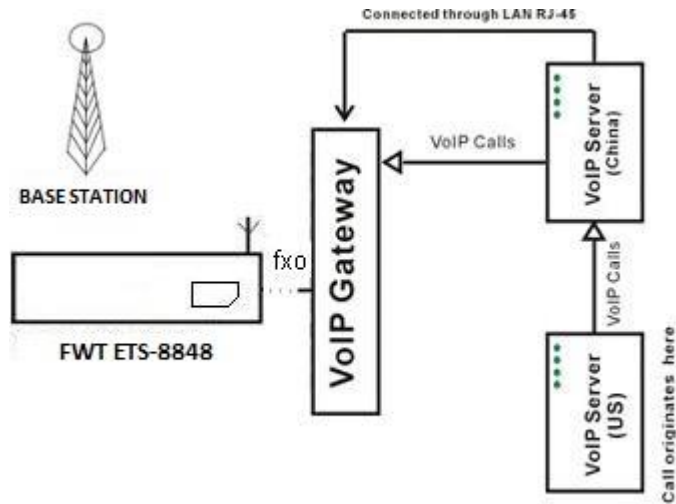 Connected through LAN RJ-45
BASE STATION
VoIP Calls
VoIP Server
(China)
fxo
VoIP Gateway
FWT ETS-8848
VoIP Calls
VoIP Server
(US)
Call originates here